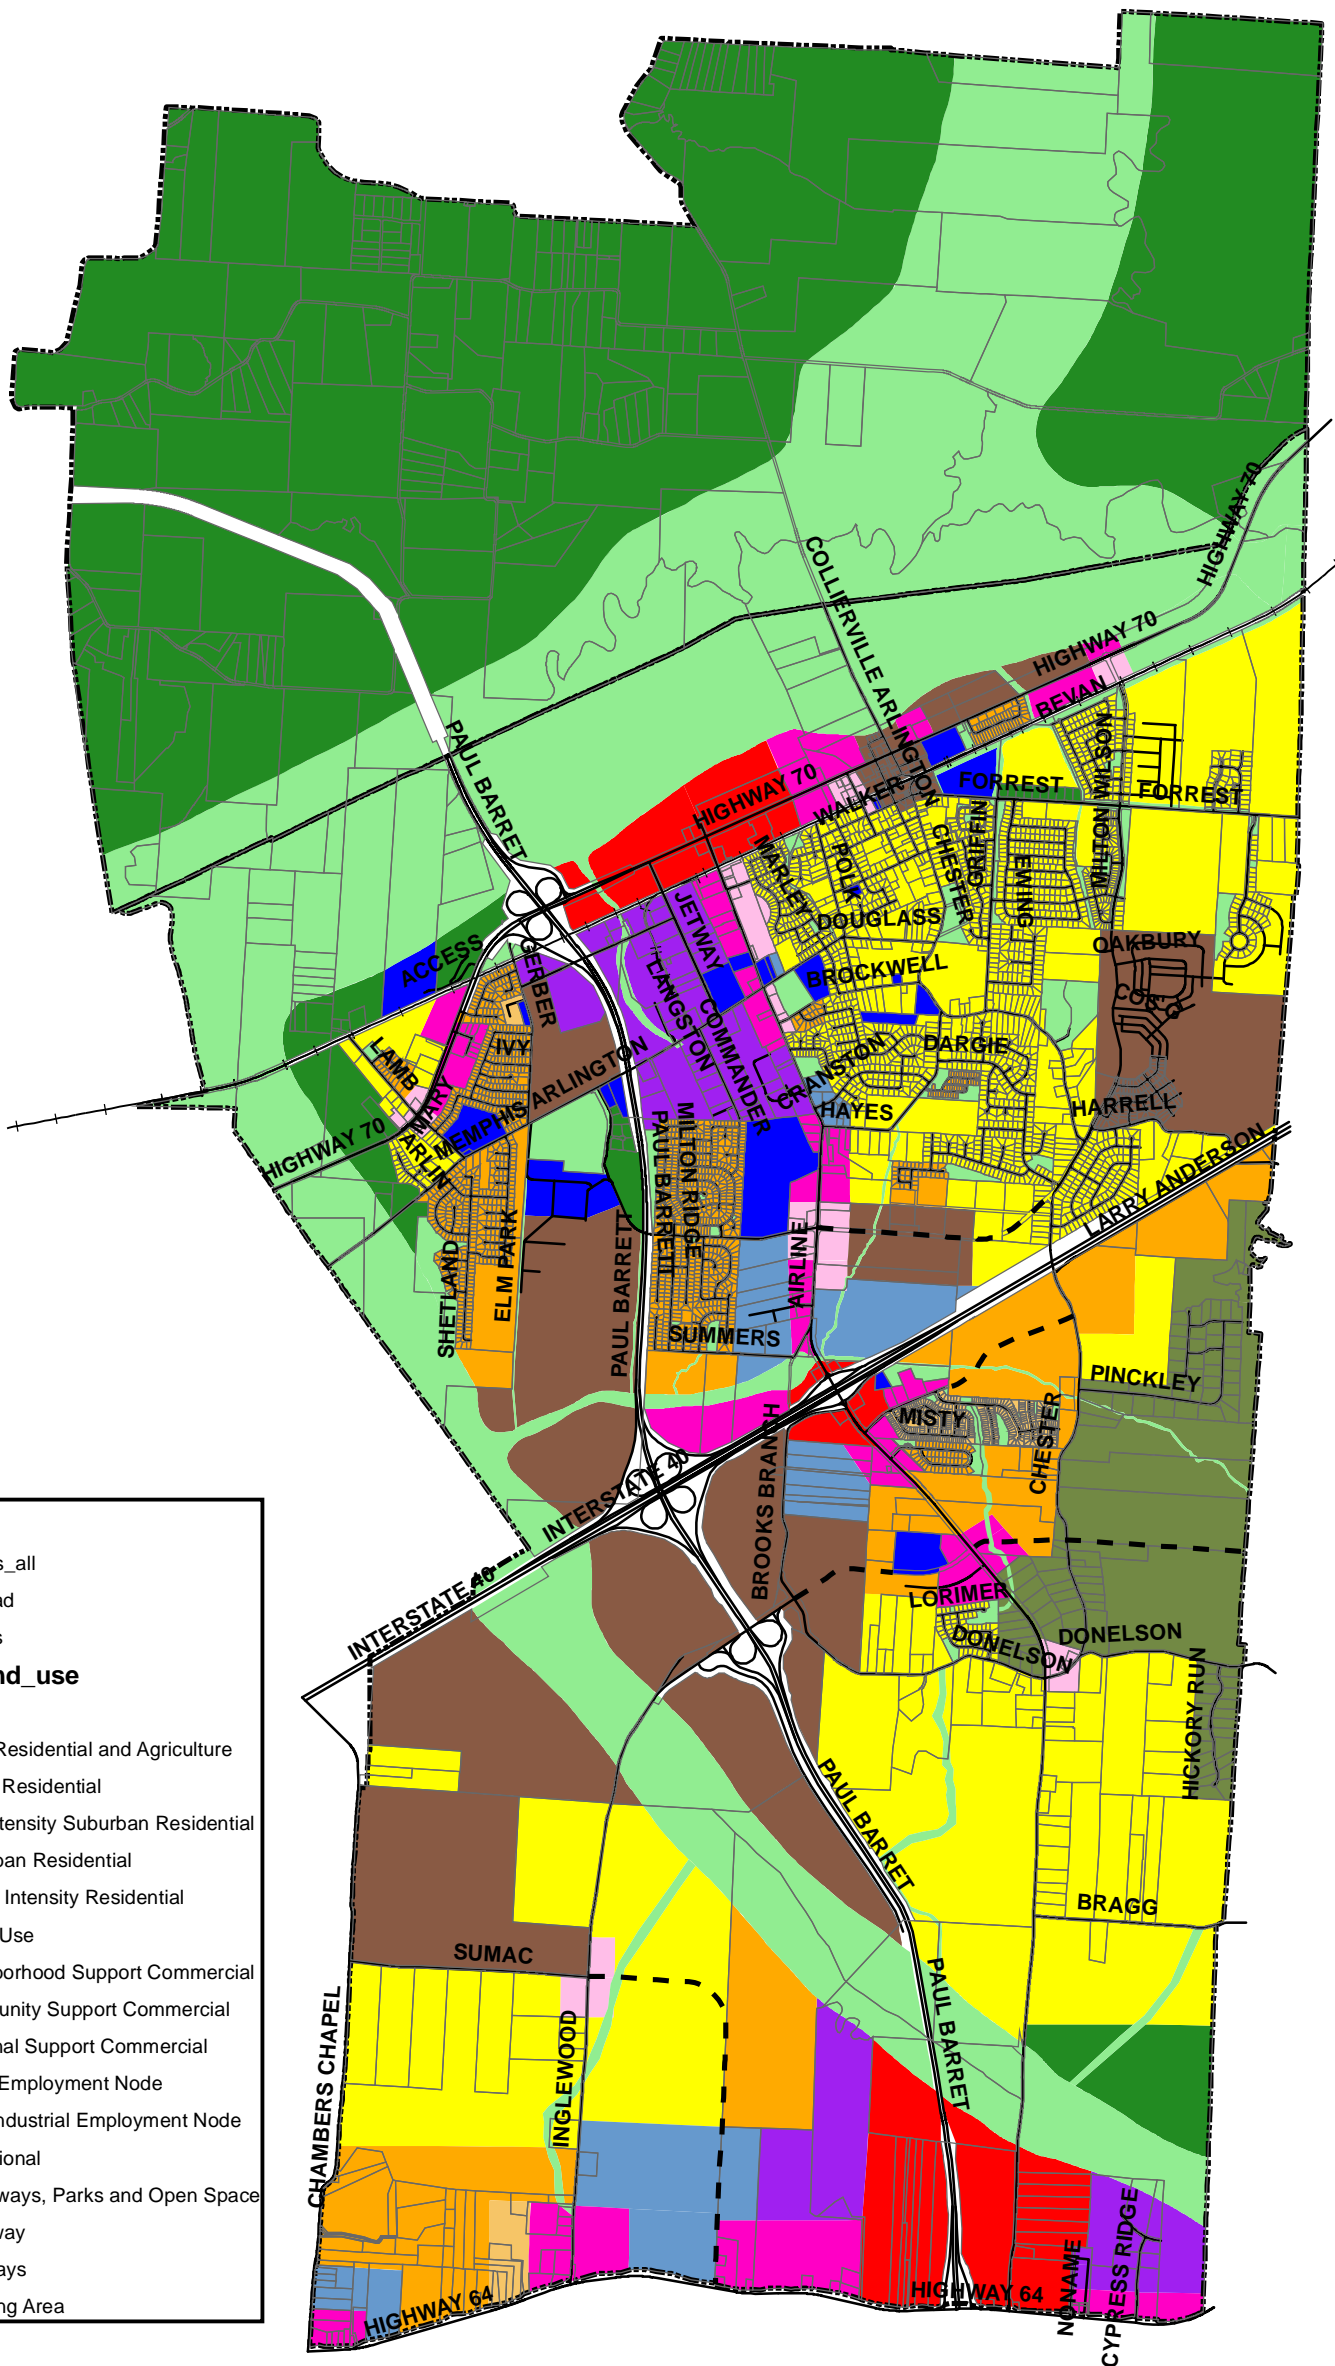 HIGHWAY 70
COLLIERVILLE ARLINGTON
HIGHWAY 70
BEVAN
PAUL BARRET
MILTON WILSON
HIGHWAY 70
WALKER
FORREST
FORREST
MARLEY
POLK
CHESTER
GRIFFIN
EWING
DOUGLASS
JETWAY
OAKBURY
ACCESS
GERBER
LANGSTON
BROCKWELL
COMMANDER
IVY
LAMB
MARY
MEMPHIS ARLINGTON
CRANSTON
DARGIE
HAYES
HARRELL
HIGHWAY 70
ARLIN
PAUL BARRETT
MILTON RIDGE
LARRY ANDERSON
SHETLAND
ELM PARK
PAUL BARRETT
AIRLINE
SUMMERS
PINCKLEY
MISTY
CHESTER
BROOKS BRANCH
INTERSTATE 40
INTERSTATE 40
LORIMER
DONELSON
DONELSON
HICKORY RUN
PAUL BARRET
BRAGG
SUMAC
PAUL BARRET
CHAMBERS CHAPEL
INGLEWOOD
HIGHWAY 64
HIGHWAY 64
NONAME
CYPRESS RIDGE
s_all
ad
s
nd_use
Residential and Agriculture
Residential
tensity Suburban Residential
ban Residential
Intensity Residential
Use
borhood Support Commercial
unity Support Commercial
nal Support Commercial
Employment Node
ndustrial Employment Node
ional
ways, Parks and Open Space
way
ays
ng Area